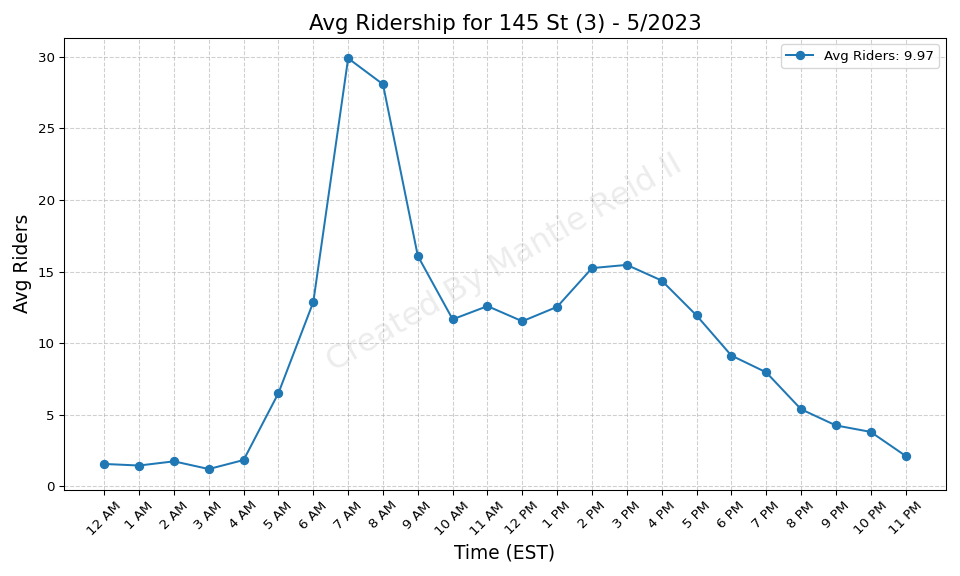 Avg Ridership for 145 St (3) - 5/2023
Avg Riders: 9.97
Avg Riders
30
25
20
15
10
5
0
Created By Mantie Reid II
12 AM
1 AM
2 AM
3 AM
4 AM
5 AM
6 AM
7 AM
8 AM
9 AM
10 AM
11 AM
12 PM
1 PM
2 PM
3 PM
4 PM
5 PM
6 PM
7 PM
8 PM
9 PM
10 PM
11 PM
Time (EST)